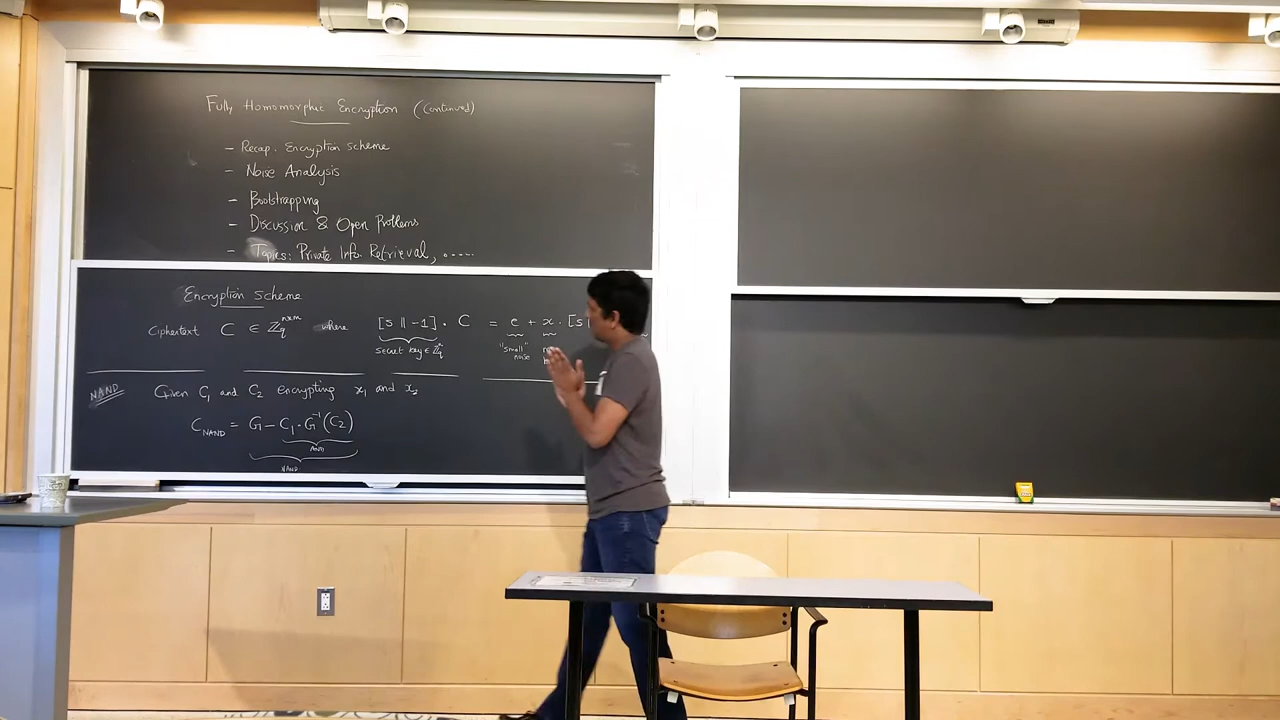 Fully Homomorphic Encryption (Continued)
- Recap: Encryption scheme
- Noise Analysis
- Bootstrapping
- Discussion & Open Problems
- Topics: Private Info. Retrieval, .....
Encryption scheme
Ciphertext C ∈ ℤ_q^{n×m} where [s || -1] · C = e + x · [s ||
secret key ∈ ℤ_q^n "small" noise
NAND Given C₁ and C₂ encrypting x₁ and x₂
C_NAND = G - C₁ · G⁻¹(C₂)
AND
NAND